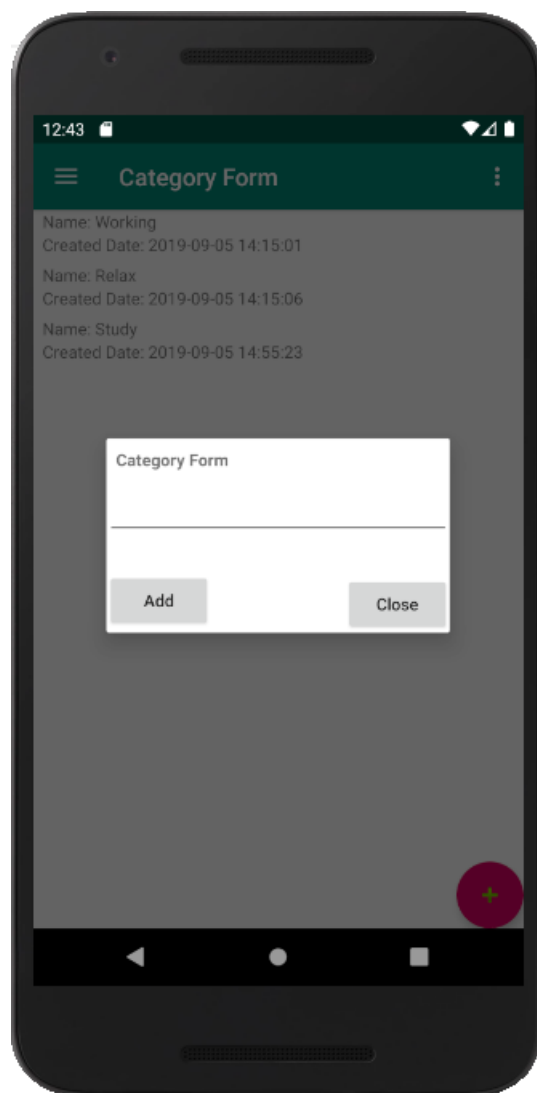 12:43
Category Form
Name: Working
Created Date: 2019-09-05 14:15:01
Name: Relax
Created Date: 2019-09-05 14:15:06
Name: Study
Created Date: 2019-09-05 14:55:23
Category Form
Add
Close